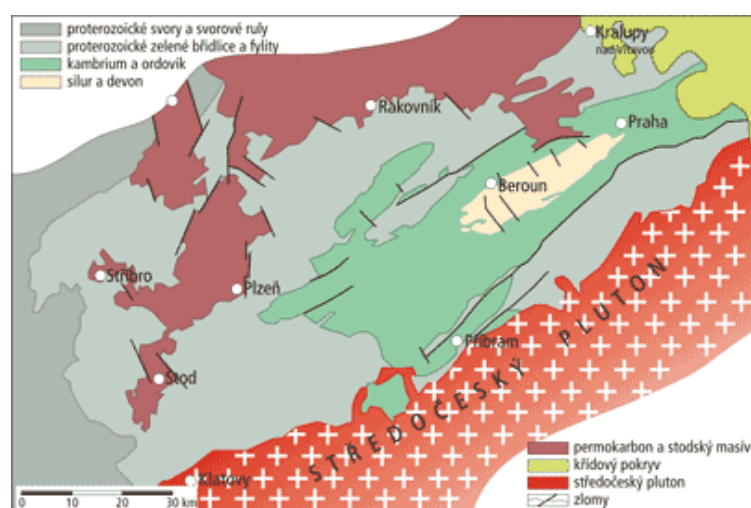 proterozoické svory a svorové ruly
proterozoické zelené břidlice a fylity
kambrium a ordovik
silur a devon
Kralupy
nad Vltavou
Rakovník
Praha
Beroun
Stříbro
Plzeň
Příbram
Stod
STŘEDOČESKÝ PLUTON
Klatovy
0 10 20 30 km
permokarbon a stodský masív
křídový pokryv
středočeský pluton
zlomy